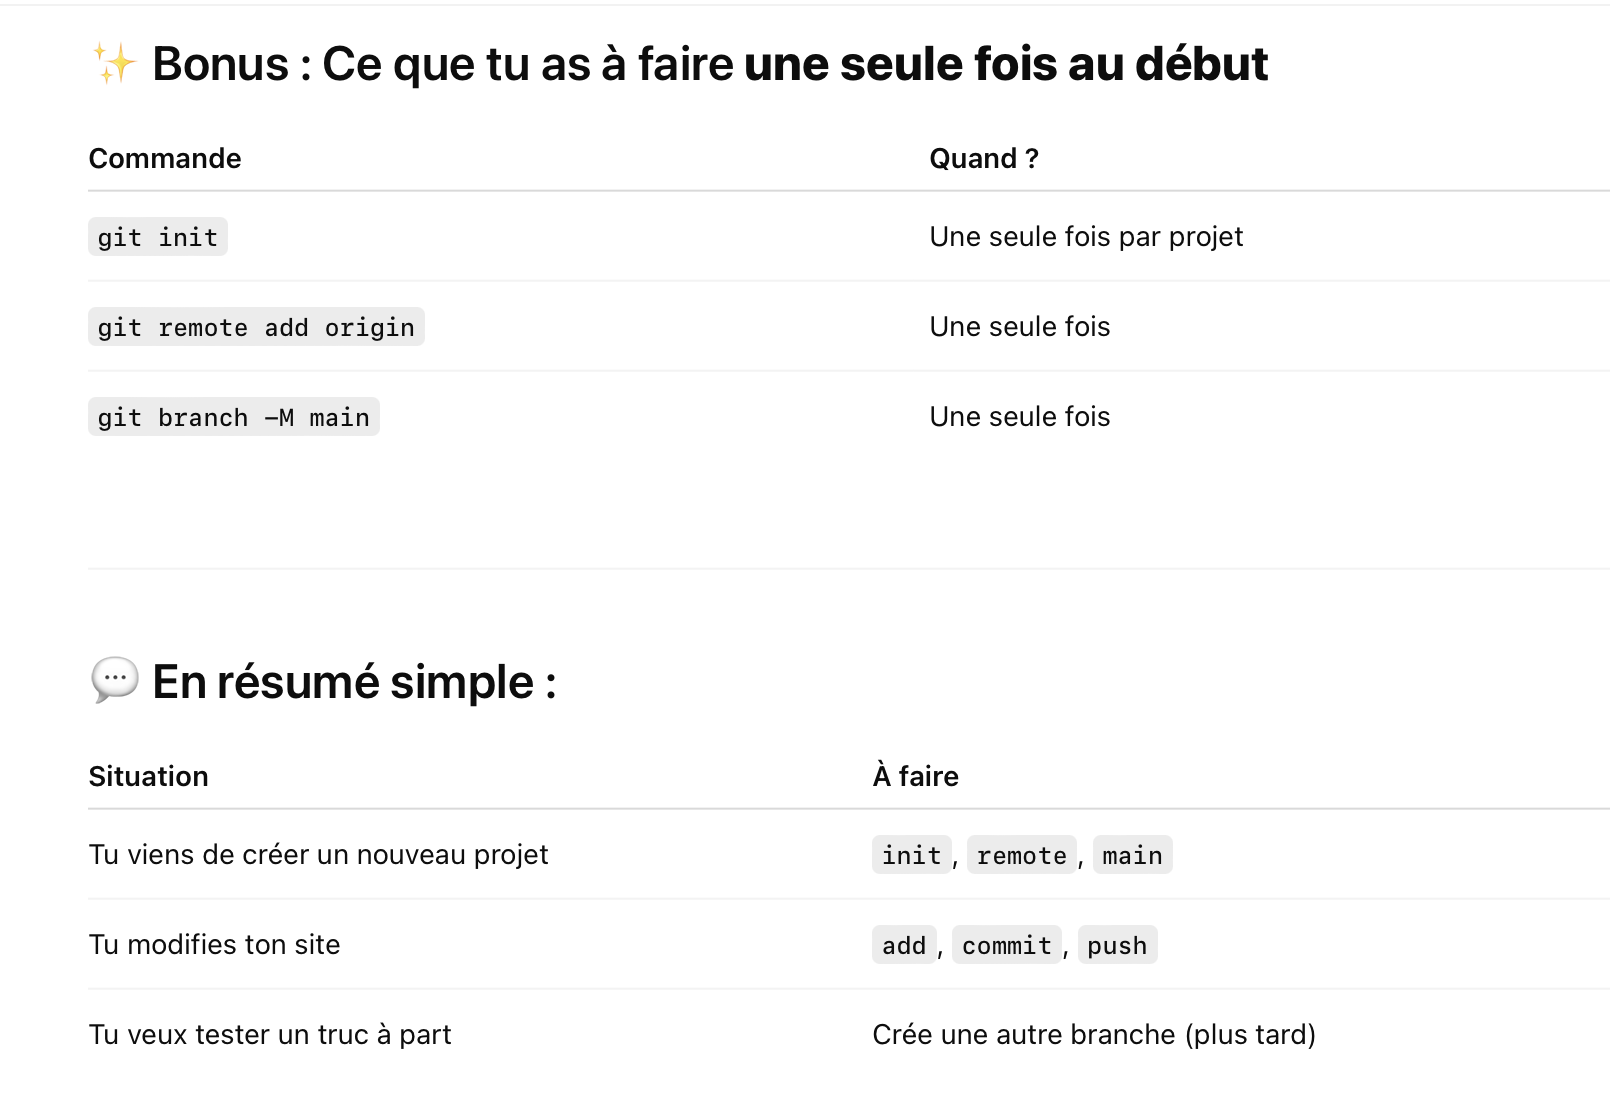 ✨ Bonus : Ce que tu as à faire une seule fois au début
Commande Quand ?
git init Une seule fois par projet
git remote add origin Une seule fois
git branch -M main Une seule fois
💬 En résumé simple :
Situation À faire
Tu viens de créer un nouveau projet init, remote, main
Tu modifies ton site add, commit, push
Tu veux tester un truc à part Crée une autre branche (plus tard)